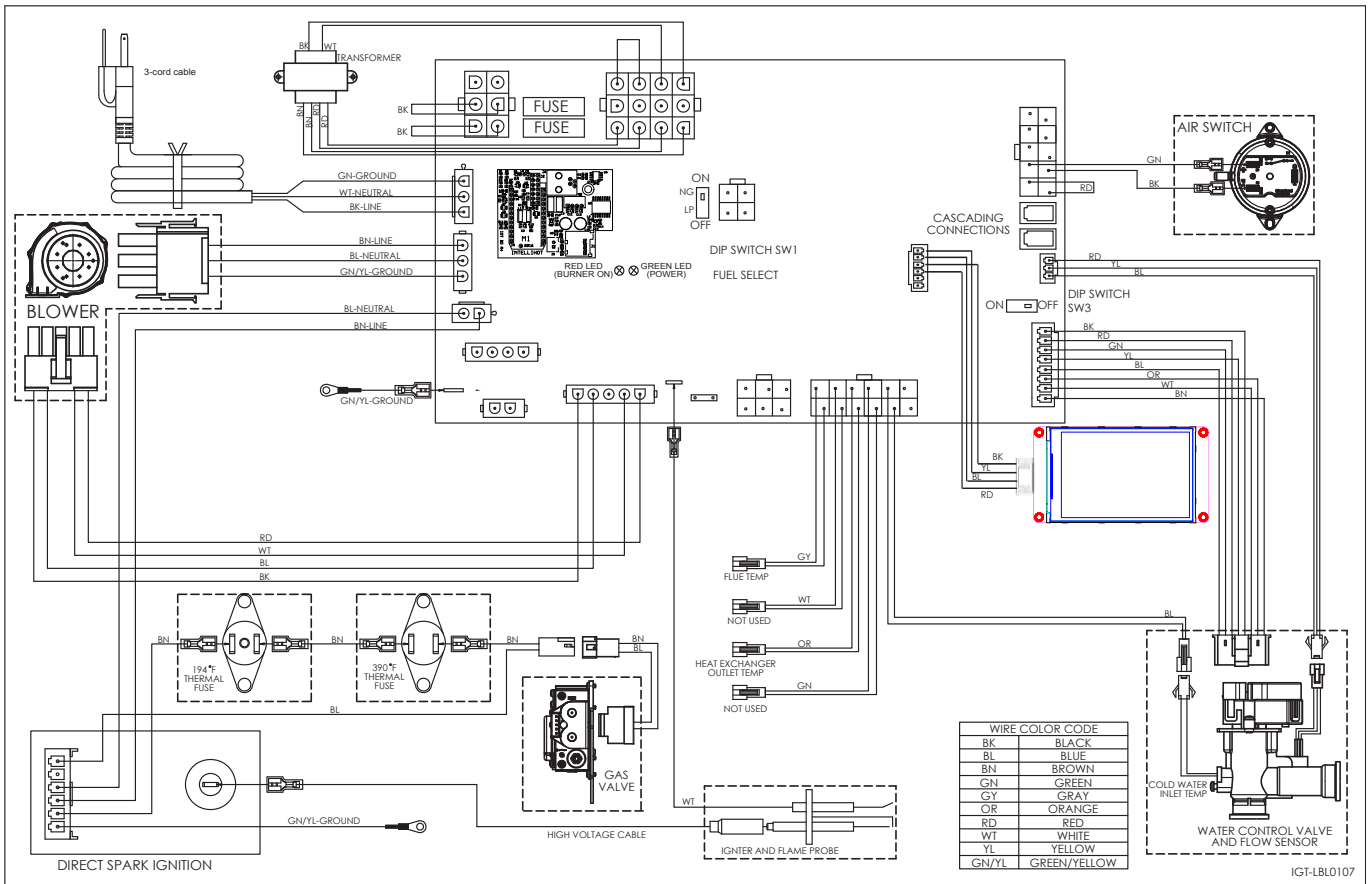 3-cord cable
BK
WT
TRANSFORMER
BN
BN
RD
RD
BK
BK
FUSE
FUSE
GN-GROUND
WT-NEUTRAL
BK-LINE
BN-LINE
BL-NEUTRAL
GN/YL-GROUND
BL-NEUTRAL
BN-LINE
BLOWER
M1
INTELLIHOT
RED LED
(BURNER ON)
GREEN LED
(POWER)
ON
NG
LP
OFF
DIP SWITCH SW1
FUEL SELECT
AIR SWITCH
GN
BK
RD
CASCADING
CONNECTIONS
RD
YL
BL
ON
OFF
DIP SWITCH
SW3
BK
RD
GN
YL
BL
OR
WT
BN
GN/YL-GROUND
BK
YL
BL
RD
RD
WT
BL
BK
GY
FLUE TEMP
WT
NOT USED
OR
HEAT EXCHANGER
OUTLET TEMP
GN
NOT USED
BL
BN
194°F
THERMAL
FUSE
BN
390°F
THERMAL
FUSE
BN
BN
BL
BL
GAS
VALVE
GN/YL-GROUND
DIRECT SPARK IGNITION
HIGH VOLTAGE CABLE
WT
IGNTER AND FLAME PROBE
WIRE COLOR CODE
BK BLACK
BL BLUE
BN BROWN
GN GREEN
GY GRAY
OR ORANGE
RD RED
WT WHITE
YL YELLOW
GN/YL GREEN/YELLOW
COLD WATER
INLET TEMP
WATER CONTROL VALVE
AND FLOW SENSOR
IGT-LBL0107